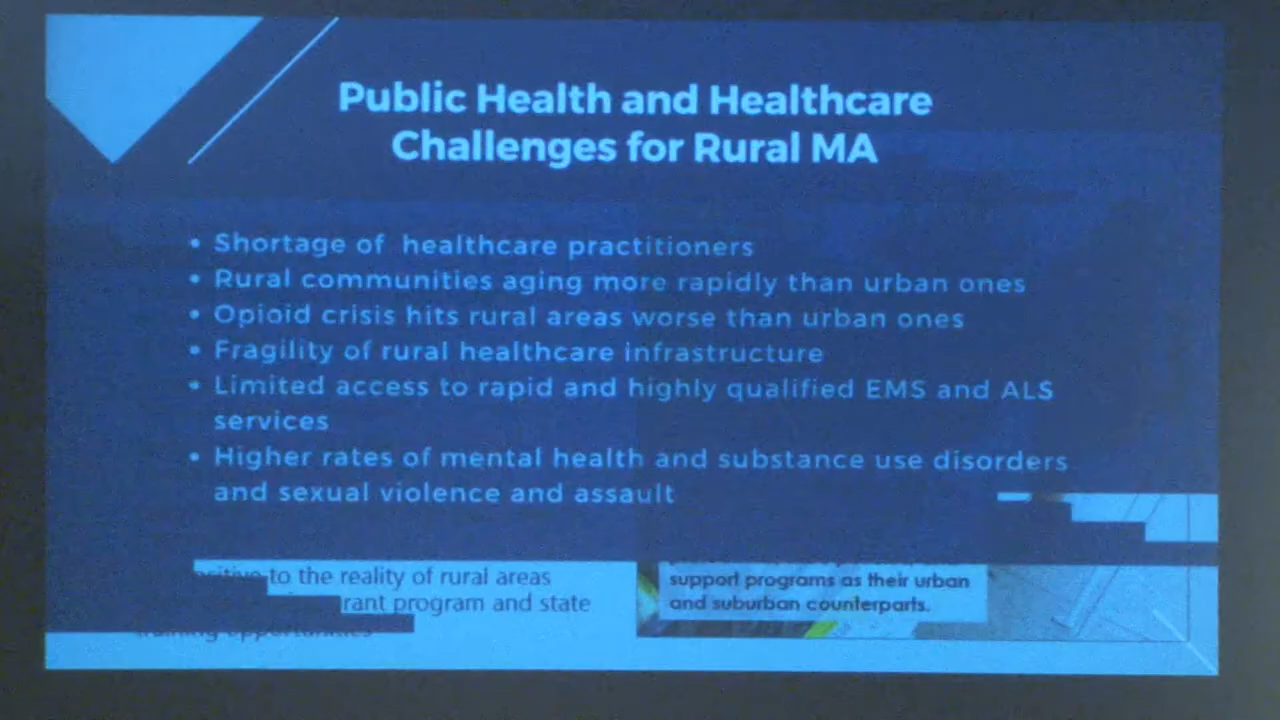 Public Health and Healthcare
Challenges for Rural MA
• Shortage of healthcare practitioners
• Rural communities aging more rapidly than urban ones
• Opioid crisis hits rural areas worse than urban ones
• Fragility of rural healthcare infrastructure
• Limited access to rapid and highly qualified EMS and ALS
services
• Higher rates of mental health and substance use disorders
and sexual violence and assault
to the reality of rural areas
rant program and state
training opportunities
support programs as their urban
and suburban counterparts.